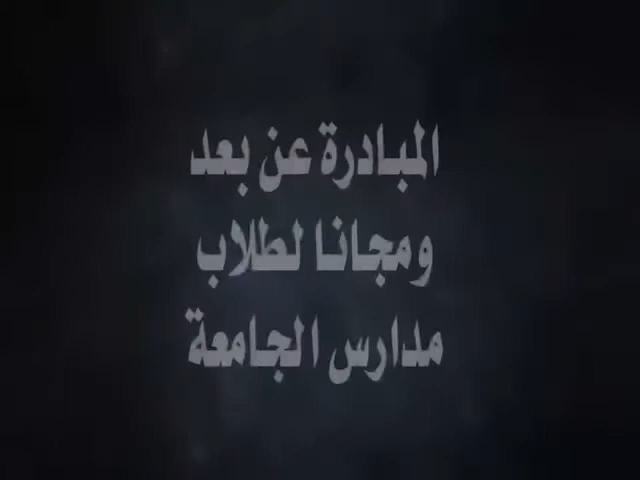 المبادرة عن بعد
ومجانا لطلاب
مدارس الجامعة